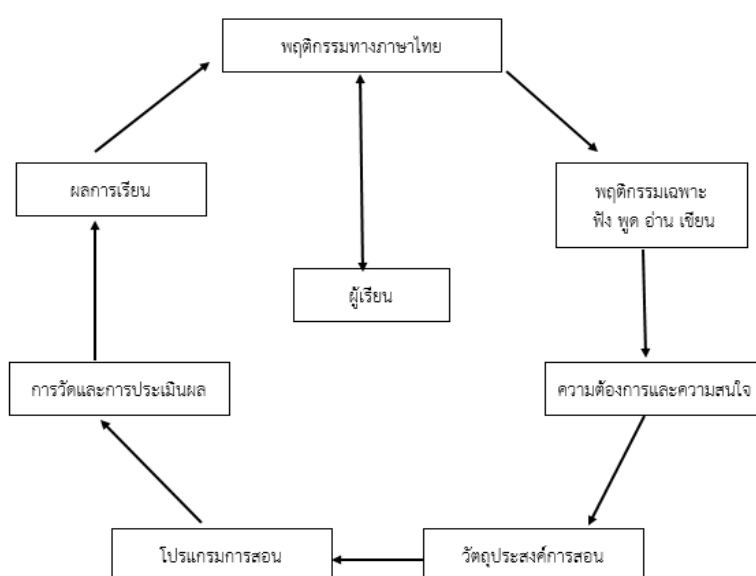 พฤติกรรมทางภาษาไทย
ผลการเรียน
พฤติกรรมเฉพาะ
ฟัง พูด อ่าน เขียน
ผู้เรียน
การวัดและการประเมินผล
ความต้องการและความสนใจ
โปรแกรมการสอน
วัตถุประสงค์การสอน